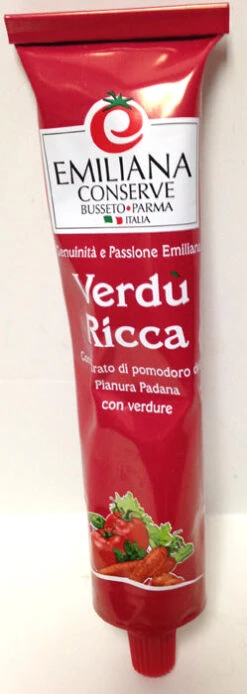 EMILIANA
CONSERVE
BUSSETO•PARMA
ITALIA
Genuinità e Passione Emiliana
Verdù
Ricca
di pomodoro
Pianura Padana
con verdure